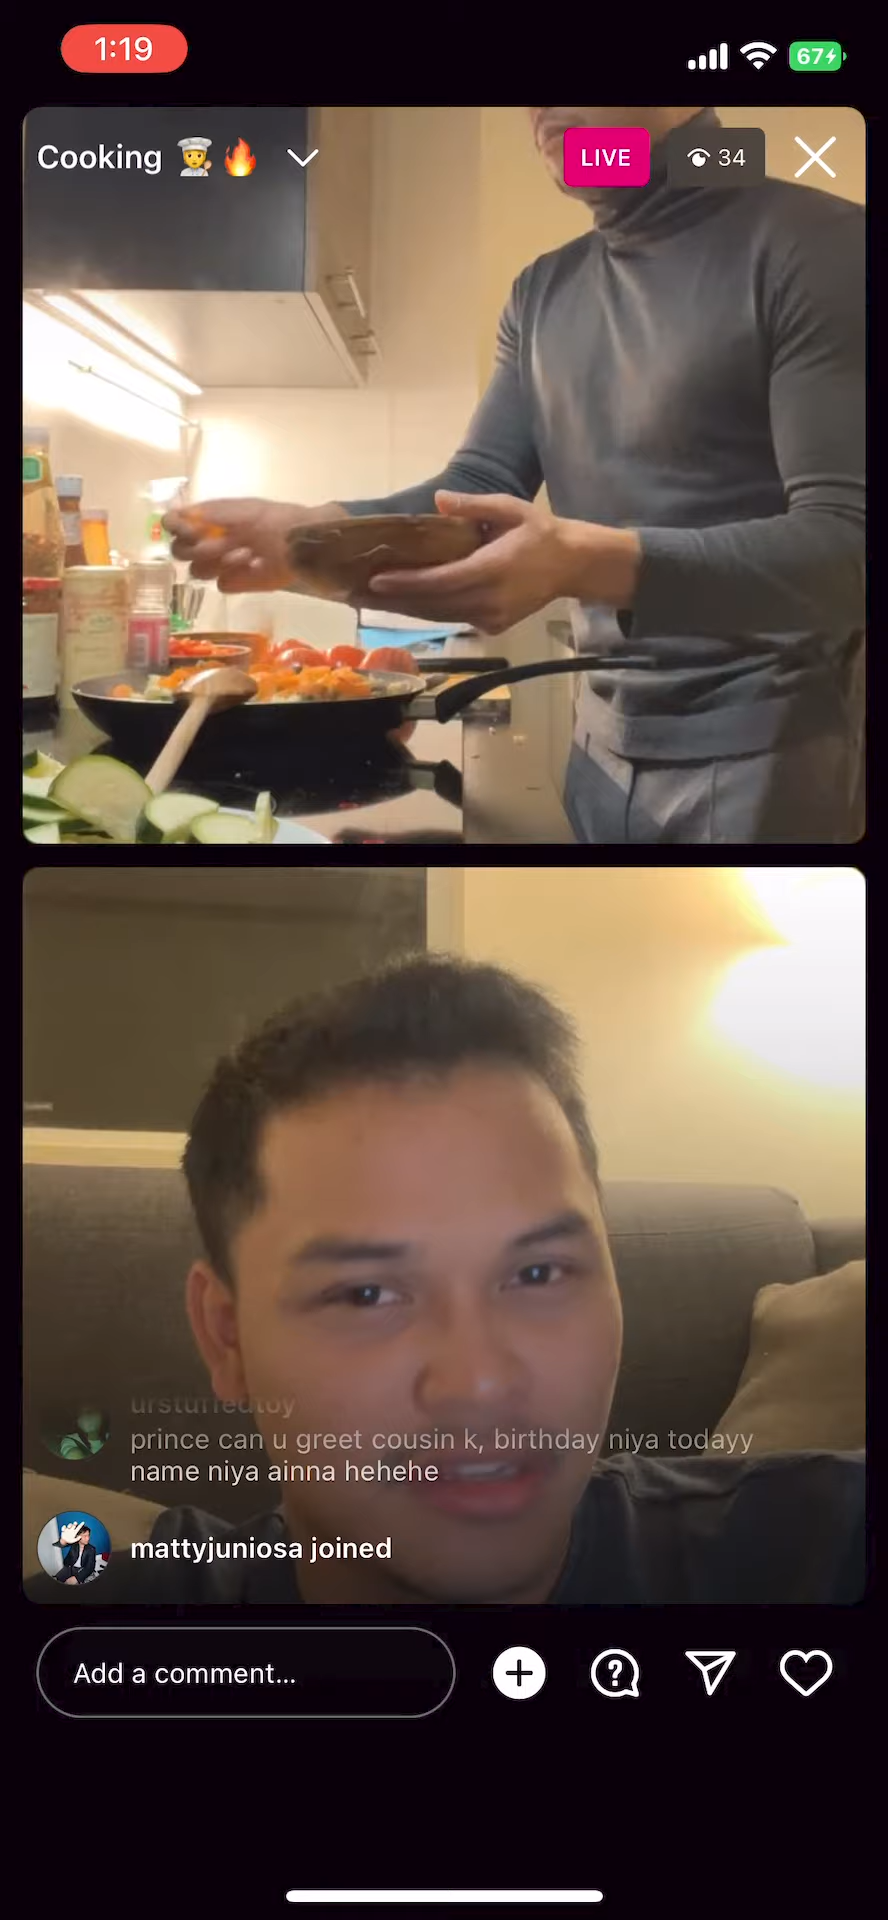 1:19
67
Cooking 👨‍🍳🔥
LIVE
34
urstuffedtoy
prince can u greet cousin k, birthday niya todayy
name niya ainna hehehe
mattyjuniosa joined
Add a comment...